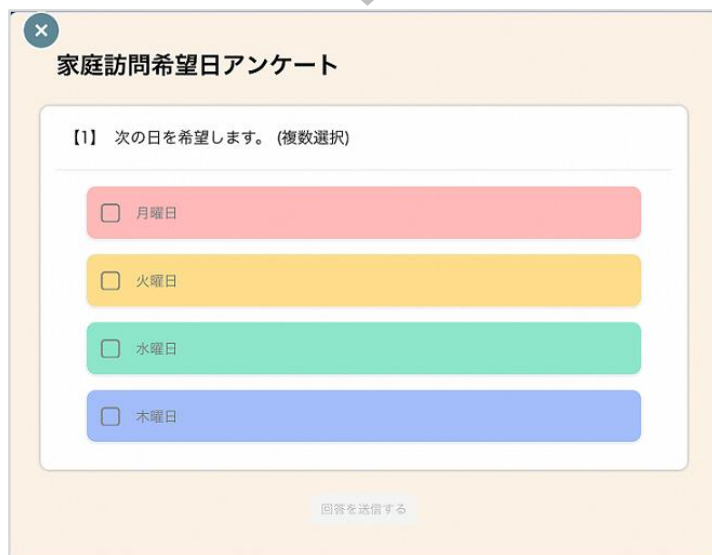 家庭訪問希望日アンケート
【1】 次の日を希望します。 (複数選択)
月曜日
火曜日
水曜日
木曜日
回答を送信する